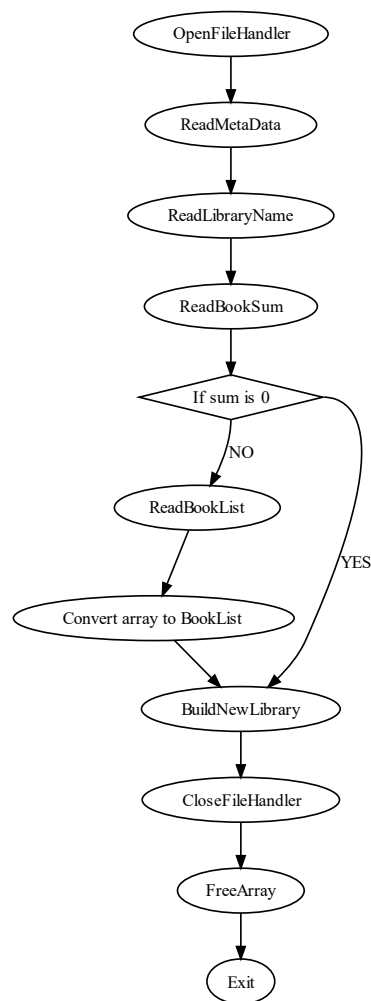 OpenFileHandler
ReadMetaData
ReadLibraryName
ReadBookSum
If sum is 0
NO
ReadBookList
YES
Convert array to BookList
BuildNewLibrary
CloseFileHandler
FreeArray
Exit